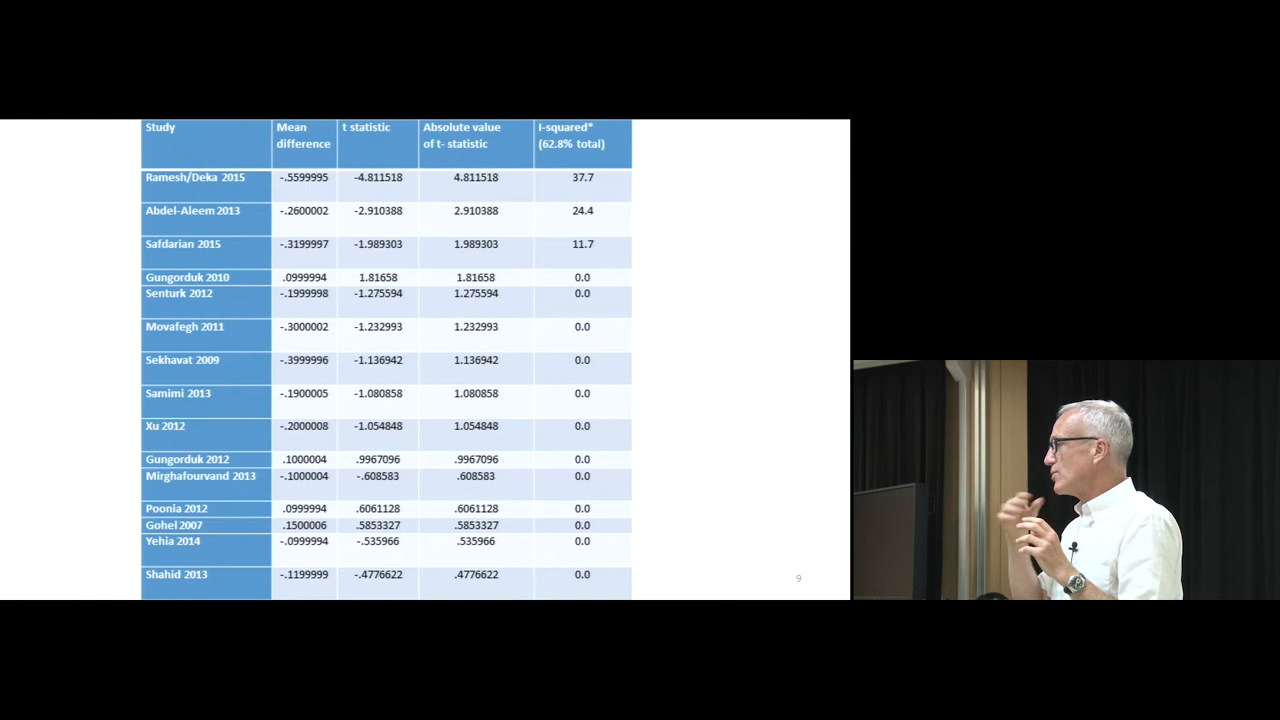 Study Mean difference t statistic Absolute value of t- statistic I-squared* (62.8% total)
Ramesh/Deka 2015 -.5599995 -4.811518 4.811518 37.7
Abdel-Aleem 2013 -.2600002 -2.910388 2.910388 24.4
Safdarian 2015 -.3199997 -1.989303 1.989303 11.7
Gungorduk 2010 .0999994 1.81658 1.81658 0.0
Senturk 2012 -.1999998 -1.275594 1.275594 0.0
Movafegh 2011 -.3000002 -1.232993 1.232993 0.0
Sekhavat 2009 -.3999996 -1.136942 1.136942 0.0
Samimi 2013 -.1900005 -1.080858 1.080858 0.0
Xu 2012 -.2000008 -1.054848 1.054848 0.0
Gungorduk 2012 .1000004 .9967096 .9967096 0.0
Mirghafourvand 2013 -.1000004 -.608583 .608583 0.0
Poonia 2012 .0999994 .6061128 .6061128 0.0
Gohel 2007 .1500006 .5853327 .5853327 0.0
Yehia 2014 -.0999994 -.535966 .535966 0.0
Shahid 2013 -.1199999 -.4776622 .4776622 0.0
9